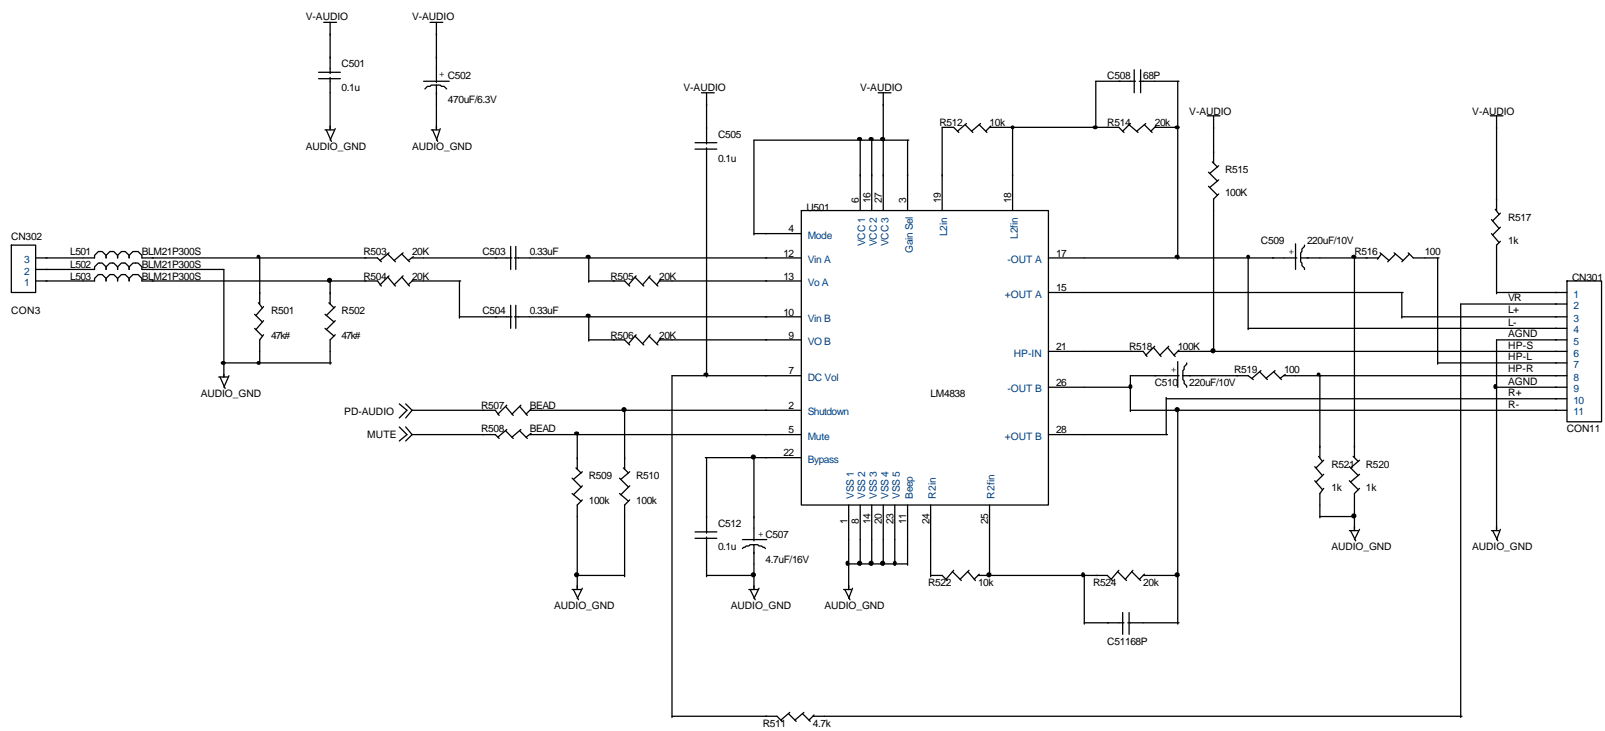 V-AUDIO
V-AUDIO
C501
0.1u
C502
470uF/6.3V
AUDIO_GND
AUDIO_GND
V-AUDIO
C505
0.1u
V-AUDIO
R512
10k
C508
68P
R514
20k
V-AUDIO
R515
100K
V-AUDIO
R517
1k
CN302
3
2
1
CON3
L501
BLM21P300S
L502
BLM21P300S
L503
BLM21P300S
R501
47k#
R502
47k#
AUDIO_GND
R503
20K
R504
20K
C503
0.33uF
C504
0.33uF
R505
20K
R506
20K
PD-AUDIO
MUTE
R507
BEAD
R508
BEAD
R509
100k
R510
100k
AUDIO_GND
C512
0.1u
C507
4.7uF/16V
AUDIO_GND
U501
6
16
27
3
19
18
VCC 1
VCC 2
VCC 3
Gain Sel
L2in
L2fin
4
Mode
12
Vin A
13
Vo A
10
Vin B
9
VO B
7
DC Vol
2
Shutdown
5
Mute
22
Bypass
LM4838
-OUT A
17
+OUT A
15
HP-IN
21
-OUT B
26
+OUT B
28
VSS 1
VSS 2
VSS 3
VSS 4
VSS 5
Beep
R2in
R2fin
1
8
14
20
23
11
24
25
AUDIO_GND
R522
10k
R524
20k
C511
68P
R511
4.7k
C509
220uF/10V
R516
100
R518
100K
C510
220uF/10V
R519
100
R521
1k
R520
1k
AUDIO_GND
AUDIO_GND
CN301
VR
L+
L-
AGND
HP-S
HP-L
HP-R
AGND
R+
R-
1
2
3
4
5
6
7
8
9
10
11
CON11